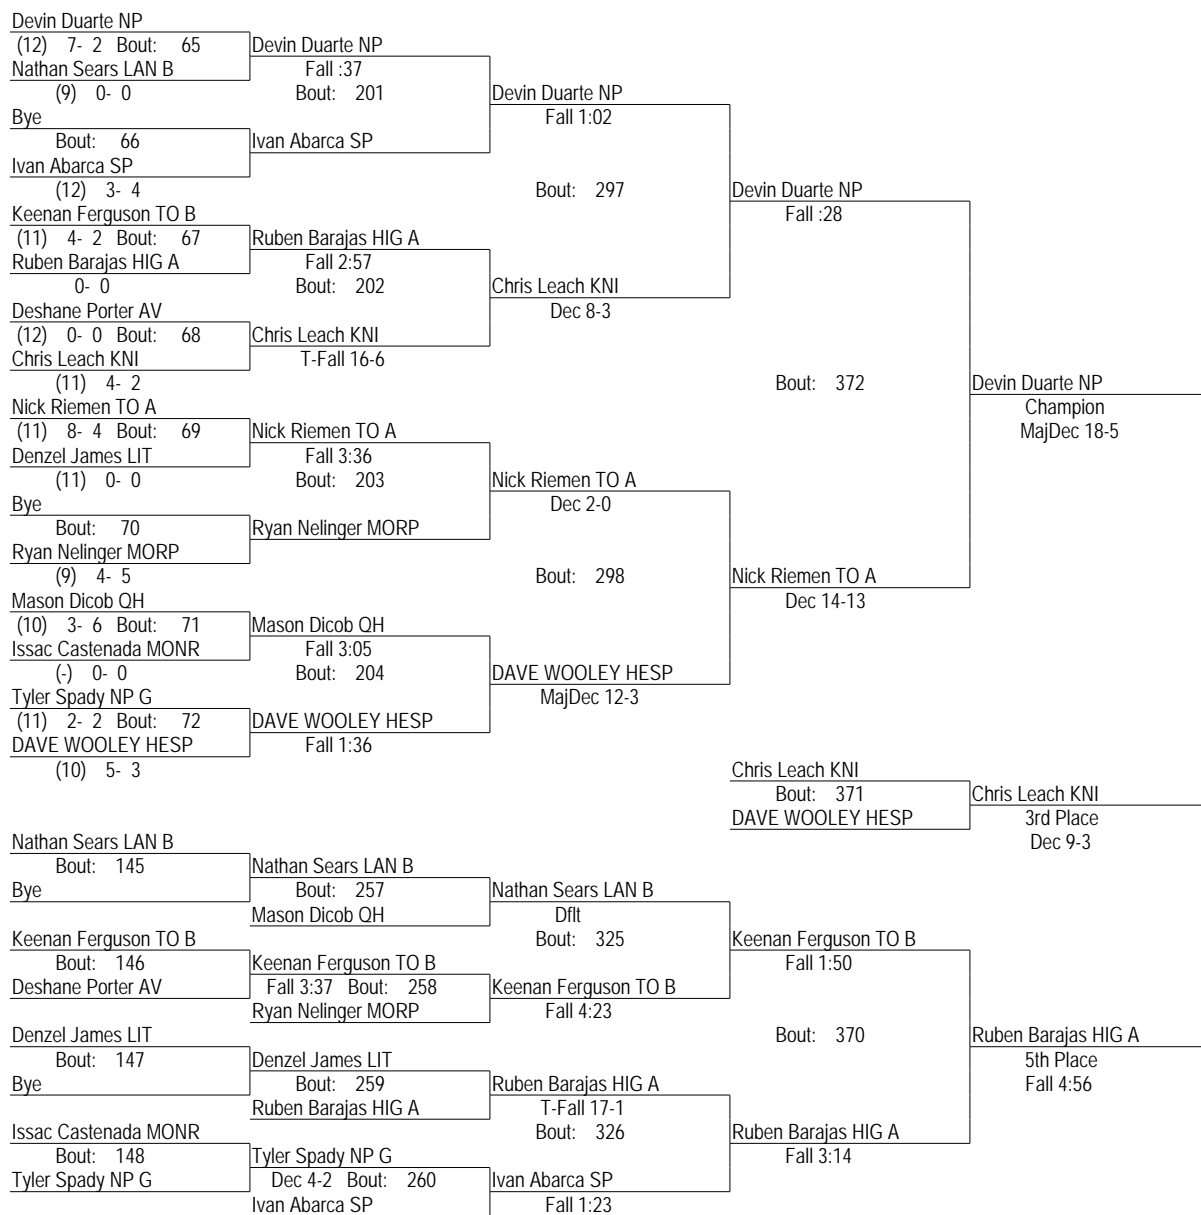 Devin Duarte NP
(12) 7- 2 Bout: 65 Devin Duarte NP
Nathan Sears LAN B Fall :37
(9) 0- 0 Bout: 201 Devin Duarte NP
Bye Fall 1:02
Bout: 66 Ivan Abarca SP
Ivan Abarca SP
(12) 3- 4 Bout: 297 Devin Duarte NP
Keenan Ferguson TO B Fall :28
(11) 4- 2 Bout: 67 Ruben Barajas HIG A
Ruben Barajas HIG A Fall 2:57
0- 0 Bout: 202 Chris Leach KNI
Deshane Porter AV Dec 8-3
(12) 0- 0 Bout: 68 Chris Leach KNI
Chris Leach KNI T-Fall 16-6
(11) 4- 2 Bout: 372 Devin Duarte NP
Nick Riemen TO A Champion
(11) 8- 4 Bout: 69 Nick Riemen TO A MajDec 18-5
Denzel James LIT Fall 3:36
(11) 0- 0 Bout: 203 Nick Riemen TO A
Bye Dec 2-0
Bout: 70 Ryan Nelinger MORP
Ryan Nelinger MORP
(9) 4- 5 Bout: 298 Nick Riemen TO A
Mason Dicob QH Dec 14-13
(10) 3- 6 Bout: 71 Mason Dicob QH
Issac Castenada MONR Fall 3:05
(-) 0- 0 Bout: 204 DAVE WOOLEY HESP
Tyler Spady NP G MajDec 12-3
(11) 2- 2 Bout: 72 DAVE WOOLEY HESP
DAVE WOOLEY HESP Fall 1:36
(10) 5- 3 Chris Leach KNI
Bout: 371 Chris Leach KNI
DAVE WOOLEY HESP 3rd Place
Nathan Sears LAN B Dec 9-3
Bout: 145 Nathan Sears LAN B
Bye Bout: 257 Nathan Sears LAN B
Mason Dicob QH Dflt
Keenan Ferguson TO B Bout: 325 Keenan Ferguson TO B
Bout: 146 Keenan Ferguson TO B Fall 1:50
Deshane Porter AV Fall 3:37 Bout: 258 Keenan Ferguson TO B
Ryan Nelinger MORP Fall 4:23
Denzel James LIT Bout: 370 Ruben Barajas HIG A
Bout: 147 Denzel James LIT 5th Place
Bye Bout: 259 Ruben Barajas HIG A Fall 4:56
Ruben Barajas HIG A T-Fall 17-1
Issac Castenada MONR Bout: 326 Ruben Barajas HIG A
Bout: 148 Tyler Spady NP G Fall 3:14
Tyler Spady NP G Dec 4-2 Bout: 260 Ivan Abarca SP
Ivan Abarca SP Fall 1:23